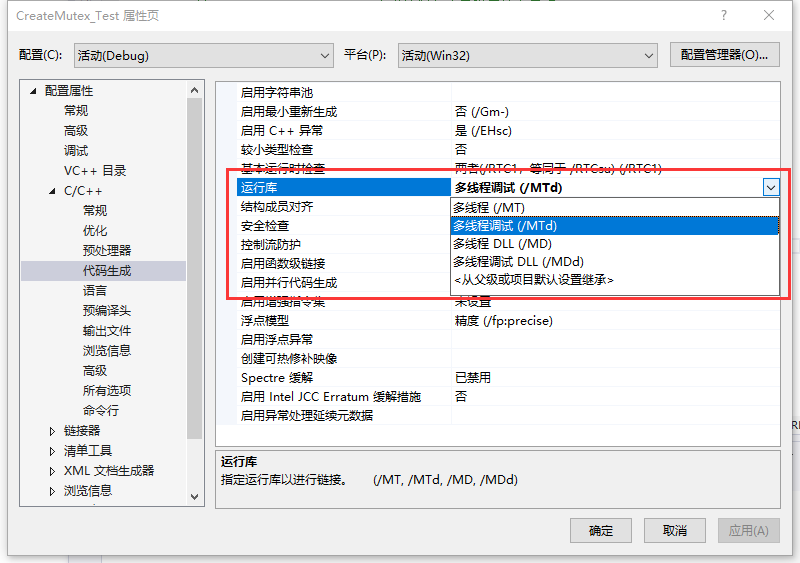 CreateMutex_Test 属性页
配置(C): 活动(Debug) 平台(P): 活动(Win32) 配置管理器(O)...
配置属性
常规
高级
调试
VC++ 目录
C/C++
常规
优化
预处理器
代码生成
语言
预编译头
输出文件
浏览信息
高级
所有选项
命令行
链接器
清单工具
XML 文档生成器
浏览信息
启用字符串池
启用最小重新生成 否 (/Gm-)
启用 C++ 异常 是 (/EHsc)
较小类型检查 否
基本运行时检查 两者(/RTC1，等同于 /RTCsu) (/RTC1)
运行库 多线程调试 (/MTd)
结构成员对齐
安全检查
控制流防护
启用函数级链接
启用并行代码生成
多线程 (/MT)
多线程调试 (/MTd)
多线程 DLL (/MD)
多线程调试 DLL (/MDd)
<从父级或项目默认设置继承>
启用增强指令集 未设置
浮点模型 精度 (/fp:precise)
启用浮点异常
创建可热修补映像
Spectre 缓解 已禁用
启用 Intel JCC Erratum 缓解措施 否
启用异常处理延续元数据
运行库
指定运行库以进行链接。 (/MT, /MTd, /MD, /MDd)
确定 取消 应用(A)